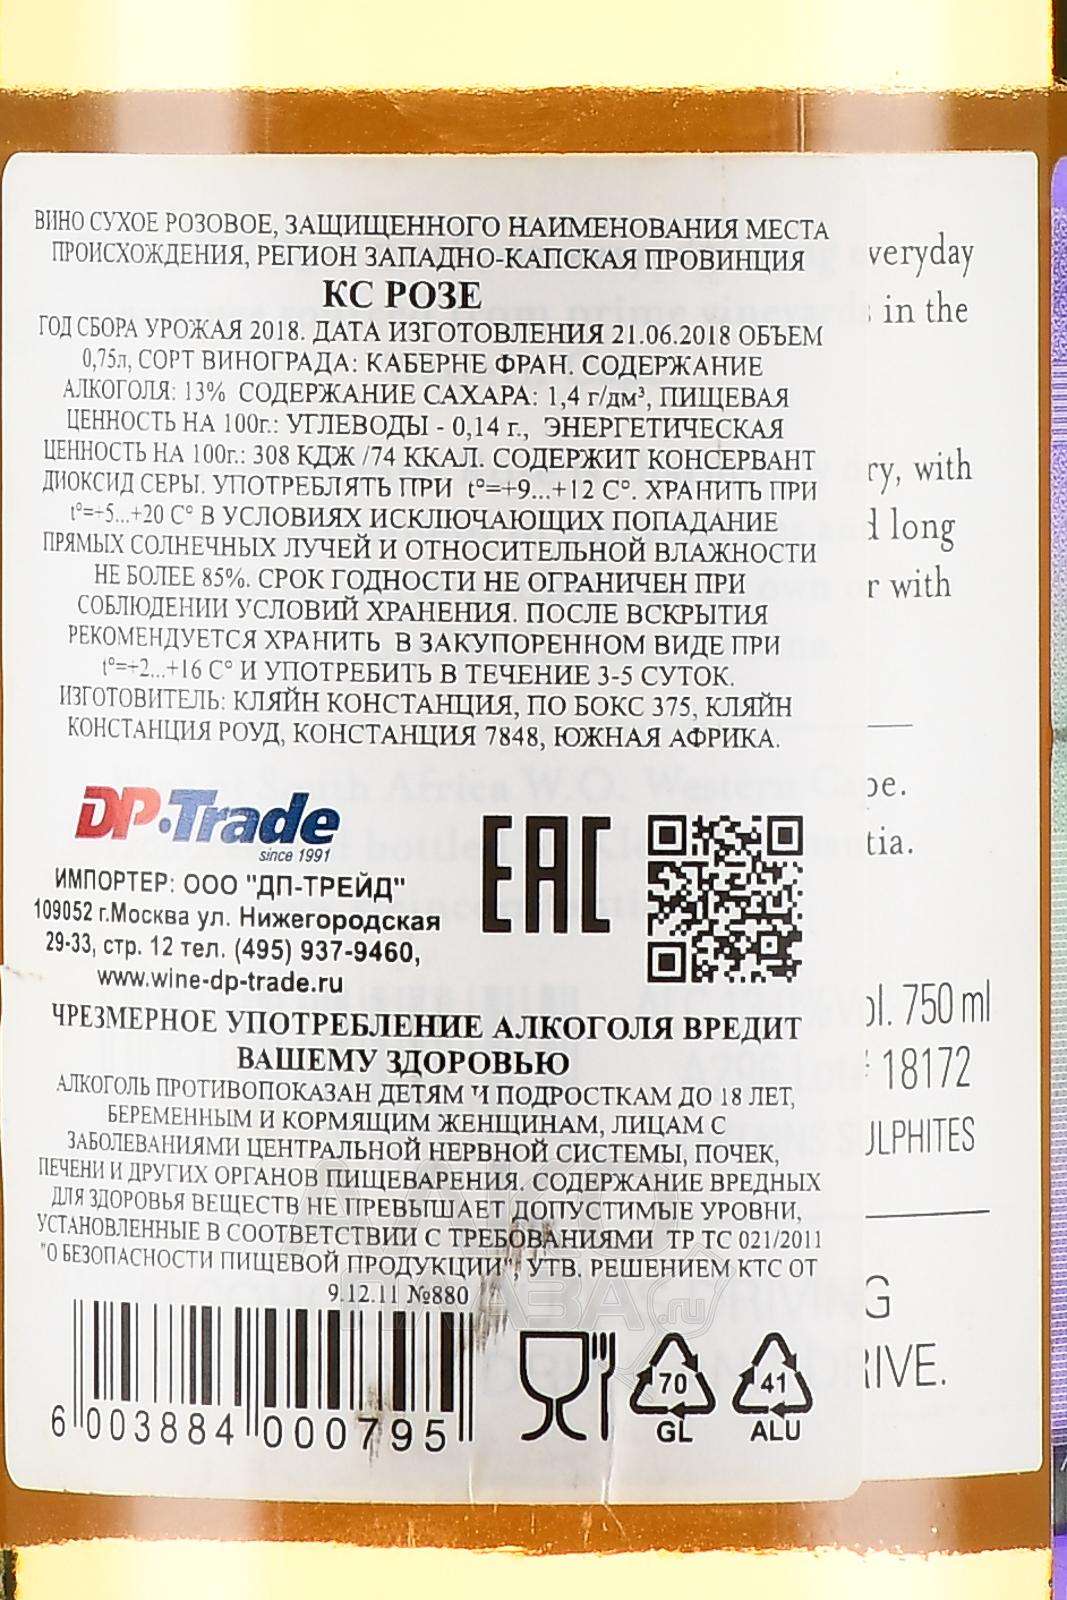 ВИНО СУХОЕ РОЗОВОЕ, ЗАЩИЩЕННОГО НАИМЕНОВАНИЯ МЕСТА
ПРОИСХОЖДЕНИЯ, РЕГИОН ЗАПАДНО-КАПСКАЯ ПРОВИНЦИЯ
КС РОЗЕ
ГОД СБОРА УРОЖАЯ 2018. ДАТА ИЗГОТОВЛЕНИЯ 21.06.2018 ОБЪЕМ
0,75л, СОРТ ВИНОГРАДА: КАБЕРНЕ ФРАН. СОДЕРЖАНИЕ
АЛКОГОЛЯ: 13% СОДЕРЖАНИЕ САХАРА: 1,4 г/дм³, ПИЩЕВАЯ
ЦЕННОСТЬ НА 100г.: УГЛЕВОДЫ - 0,14 г., ЭНЕРГЕТИЧЕСКАЯ
ЦЕННОСТЬ НА 100г.: 308 КДЖ /74 ККАЛ. СОДЕРЖИТ КОНСЕРВАНТ
ДИОКСИД СЕРЫ. УПОТРЕБЛЯТЬ ПРИ t°=+9...+12 C°. ХРАНИТЬ ПРИ
t°=+5...+20 C° В УСЛОВИЯХ ИСКЛЮЧАЮЩИХ ПОПАДАНИЕ
ПРЯМЫХ СОЛНЕЧНЫХ ЛУЧЕЙ И ОТНОСИТЕЛЬНОЙ ВЛАЖНОСТИ
НЕ БОЛЕЕ 85%. СРОК ГОДНОСТИ НЕ ОГРАНИЧЕН ПРИ
СОБЛЮДЕНИИ УСЛОВИЙ ХРАНЕНИЯ. ПОСЛЕ ВСКРЫТИЯ
РЕКОМЕНДУЕТСЯ ХРАНИТЬ В ЗАКУПОРЕННОМ ВИДЕ ПРИ
t°=+2...+16 C° И УПОТРЕБИТЬ В ТЕЧЕНИЕ 3-5 СУТОК.
ИЗГОТОВИТЕЛЬ: КЛЯЙН КОНСТАНЦИЯ, ПО БОКС 375, КЛЯЙН
КОНСТАНЦИЯ РОУД, КОНСТАНЦИЯ 7848, ЮЖНАЯ АФРИКА.
DP-Trade
since 1991
ИМПОРТЕР: ООО "ДП-ТРЕЙД"
109052 г.Москва ул. Нижегородская
29-33, стр. 12 тел. (495) 937-9460,
www.wine-dp-trade.ru
EAC
ЧРЕЗМЕРНОЕ УПОТРЕБЛЕНИЕ АЛКОГОЛЯ ВРЕДИТ
ВАШЕМУ ЗДОРОВЬЮ
АЛКОГОЛЬ ПРОТИВОПОКАЗАН ДЕТЯМ И ПОДРОСТКАМ ДО 18 ЛЕТ,
БЕРЕМЕННЫМ И КОРМЯЩИМ ЖЕНЩИНАМ, ЛИЦАМ С
ЗАБОЛЕВАНИЯМИ ЦЕНТРАЛЬНОЙ НЕРВНОЙ СИСТЕМЫ, ПОЧЕК,
ПЕЧЕНИ И ДРУГИХ ОРГАНОВ ПИЩЕВАРЕНИЯ. СОДЕРЖАНИЕ ВРЕДНЫХ
ДЛЯ ЗДОРОВЬЯ ВЕЩЕСТВ НЕ ПРЕВЫШАЕТ ДОПУСТИМЫЕ УРОВНИ,
УСТАНОВЛЕННЫЕ В СООТВЕТСТВИИ С ТРЕБОВАНИЯМИ ТР ТС 021/2011
"О БЕЗОПАСНОСТИ ПИЩЕВОЙ ПРОДУКЦИИ", УТВ. РЕШЕНИЕМ КТС ОТ
9.12.11 №880
6 003884 000795
70
GL
41
ALU
everyday
in the
with
long
with
750 ml
18172